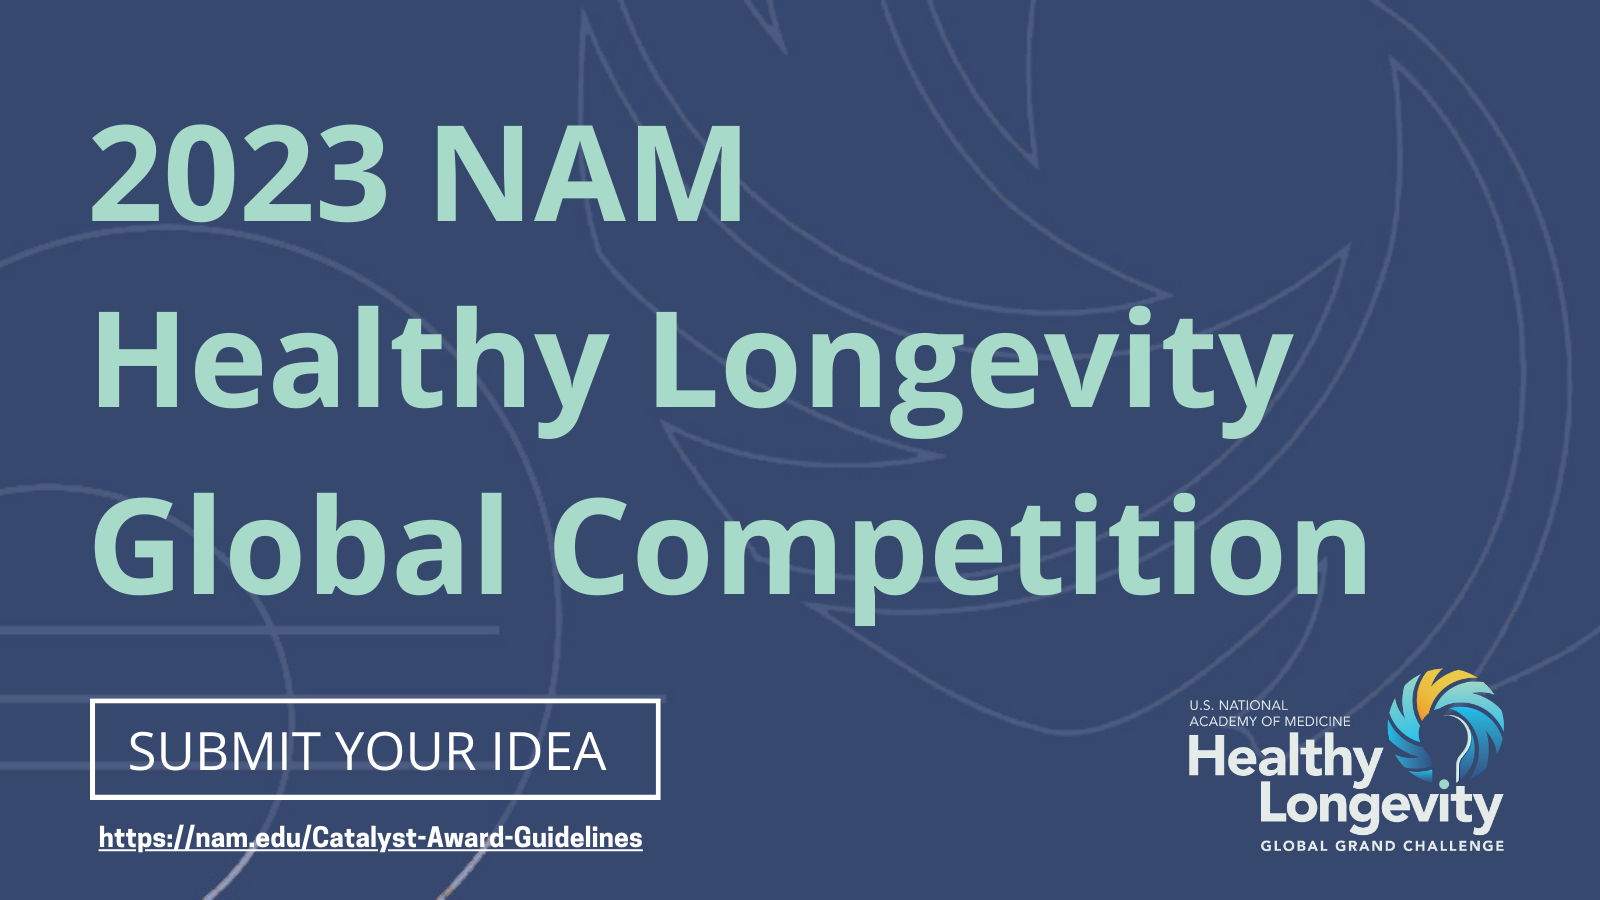 2023 NAM
Healthy Longevity
Global Competition
SUBMIT YOUR IDEA
https://nam.edu/Catalyst-Award-Guidelines
U.S. NATIONAL
ACADEMY OF MEDICINE
Healthy
Longevity
GLOBAL GRAND CHALLENGE